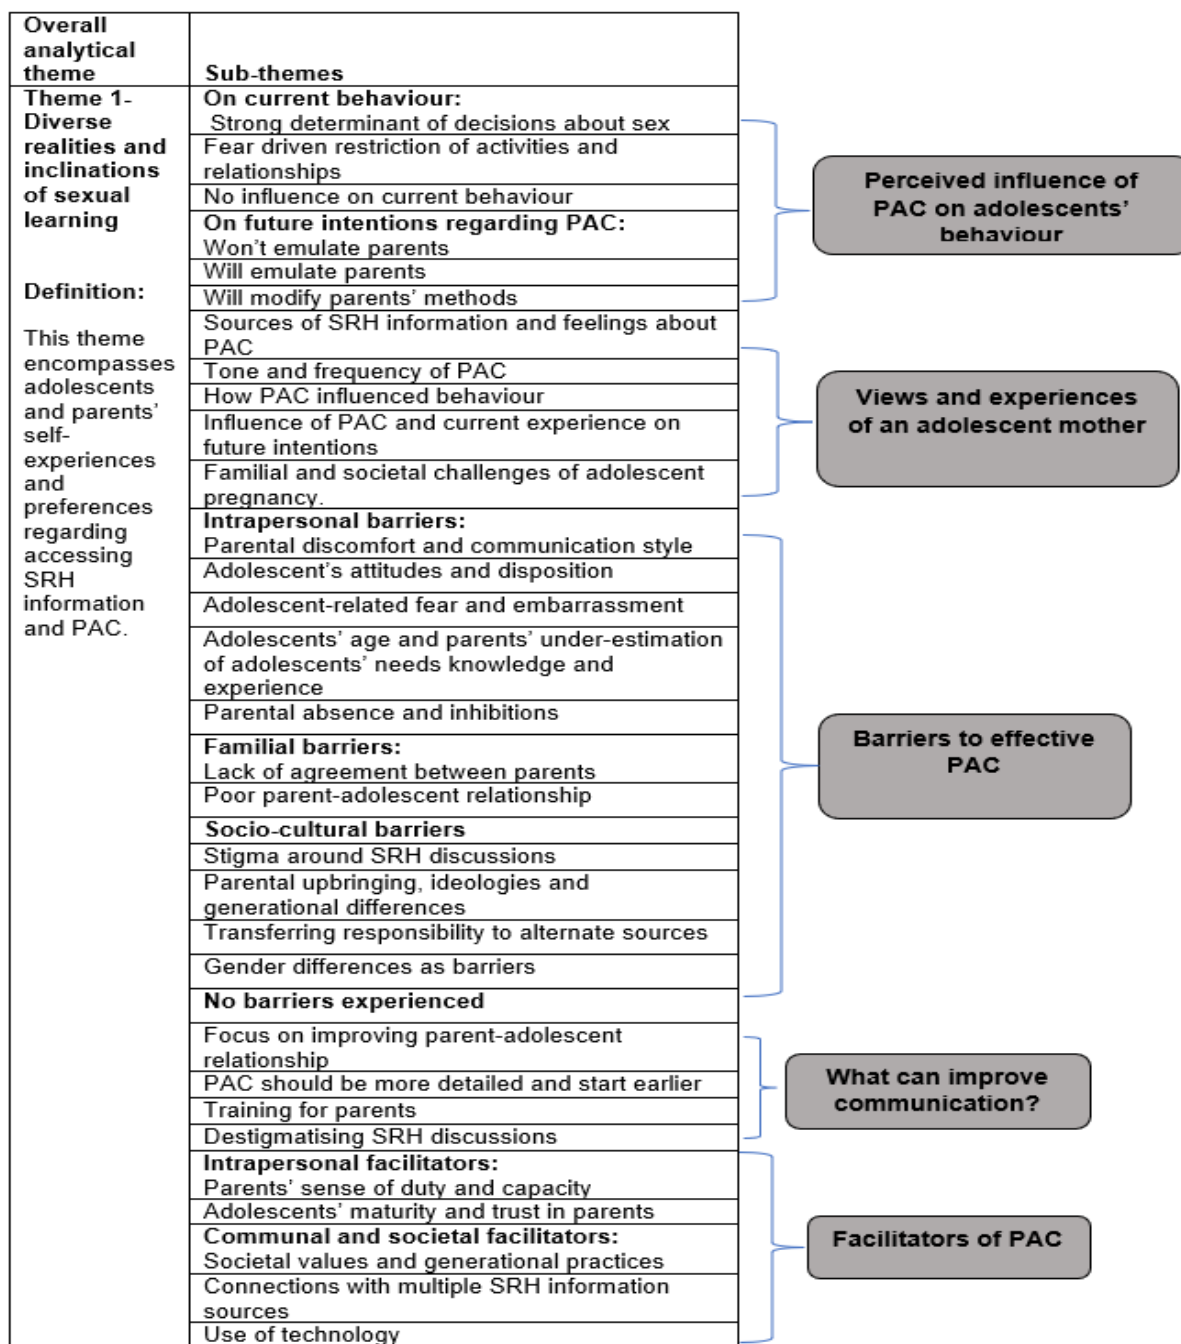 Overall
analytical
theme
Sub-themes
Theme 1-
Diverse
realities and
inclinations
of sexual
learning
Definition:
This theme
encompasses
adolescents
and parents’
self-
experiences
and
preferences
regarding
accessing
SRH
information
and PAC.
On current behaviour:
Strong determinant of decisions about sex
Fear driven restriction of activities and
relationships
No influence on current behaviour
On future intentions regarding PAC:
Won’t emulate parents
Will emulate parents
Will modify parents’ methods
Perceived influence of
PAC on adolescents’
behaviour
Sources of SRH information and feelings about
PAC
Tone and frequency of PAC
How PAC influenced behaviour
Influence of PAC and current experience on
future intentions
Familial and societal challenges of adolescent
pregnancy.
Views and experiences
of an adolescent mother
Intrapersonal barriers:
Parental discomfort and communication style
Adolescent’s attitudes and disposition
Adolescent-related fear and embarrassment
Adolescents’ age and parents’ under-estimation
of adolescents’ needs knowledge and
experience
Parental absence and inhibitions
Familial barriers:
Lack of agreement between parents
Poor parent-adolescent relationship
Socio-cultural barriers
Stigma around SRH discussions
Parental upbringing, ideologies and
generational differences
Transferring responsibility to alternate sources
Gender differences as barriers
No barriers experienced
Barriers to effective
PAC
Focus on improving parent-adolescent
relationship
PAC should be more detailed and start earlier
Training for parents
Destigmatising SRH discussions
What can improve
communication?
Intrapersonal facilitators:
Parents’ sense of duty and capacity
Adolescents’ maturity and trust in parents
Communal and societal facilitators:
Societal values and generational practices
Connections with multiple SRH information
sources
Use of technology
Facilitators of PAC